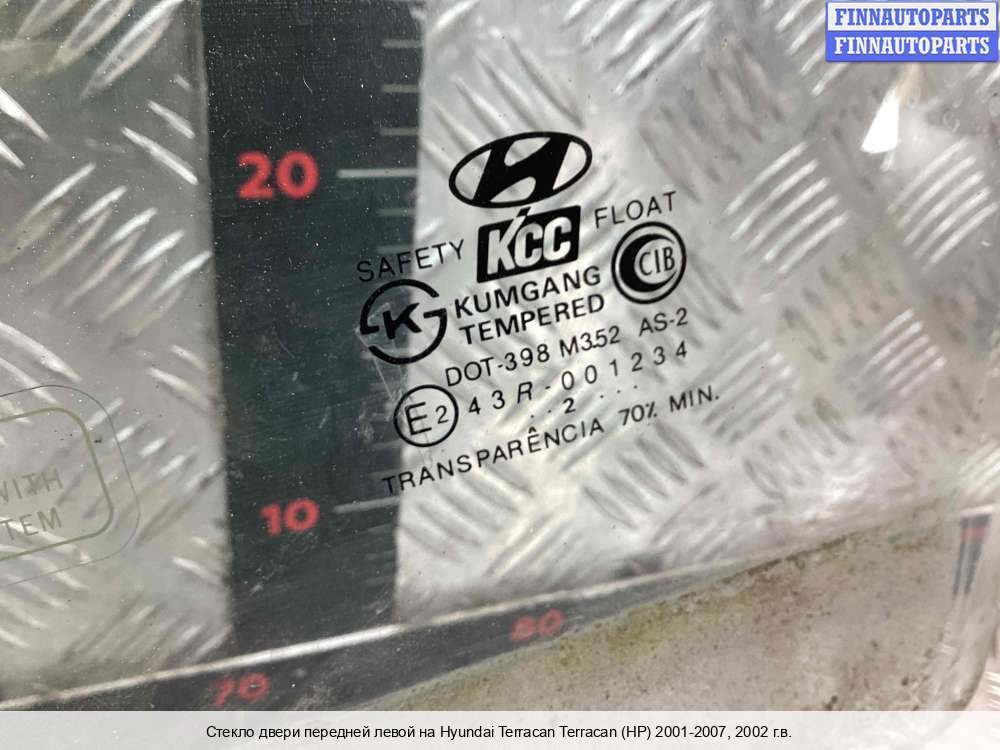 FINNAUTOPARTS
FINNAUTOPARTS
20
SAFETY KCC FLOAT
K KUMGANG CIB
TEMPERED
DOT-398 M352 AS-2
E2 43R-001234
..2...
TRANSPARÊNCIA 70% MIN.
WITH
TEM
10
80
70
Стекло двери передней левой на Hyundai Terracan Terracan (HP) 2001-2007, 2002 г.в.